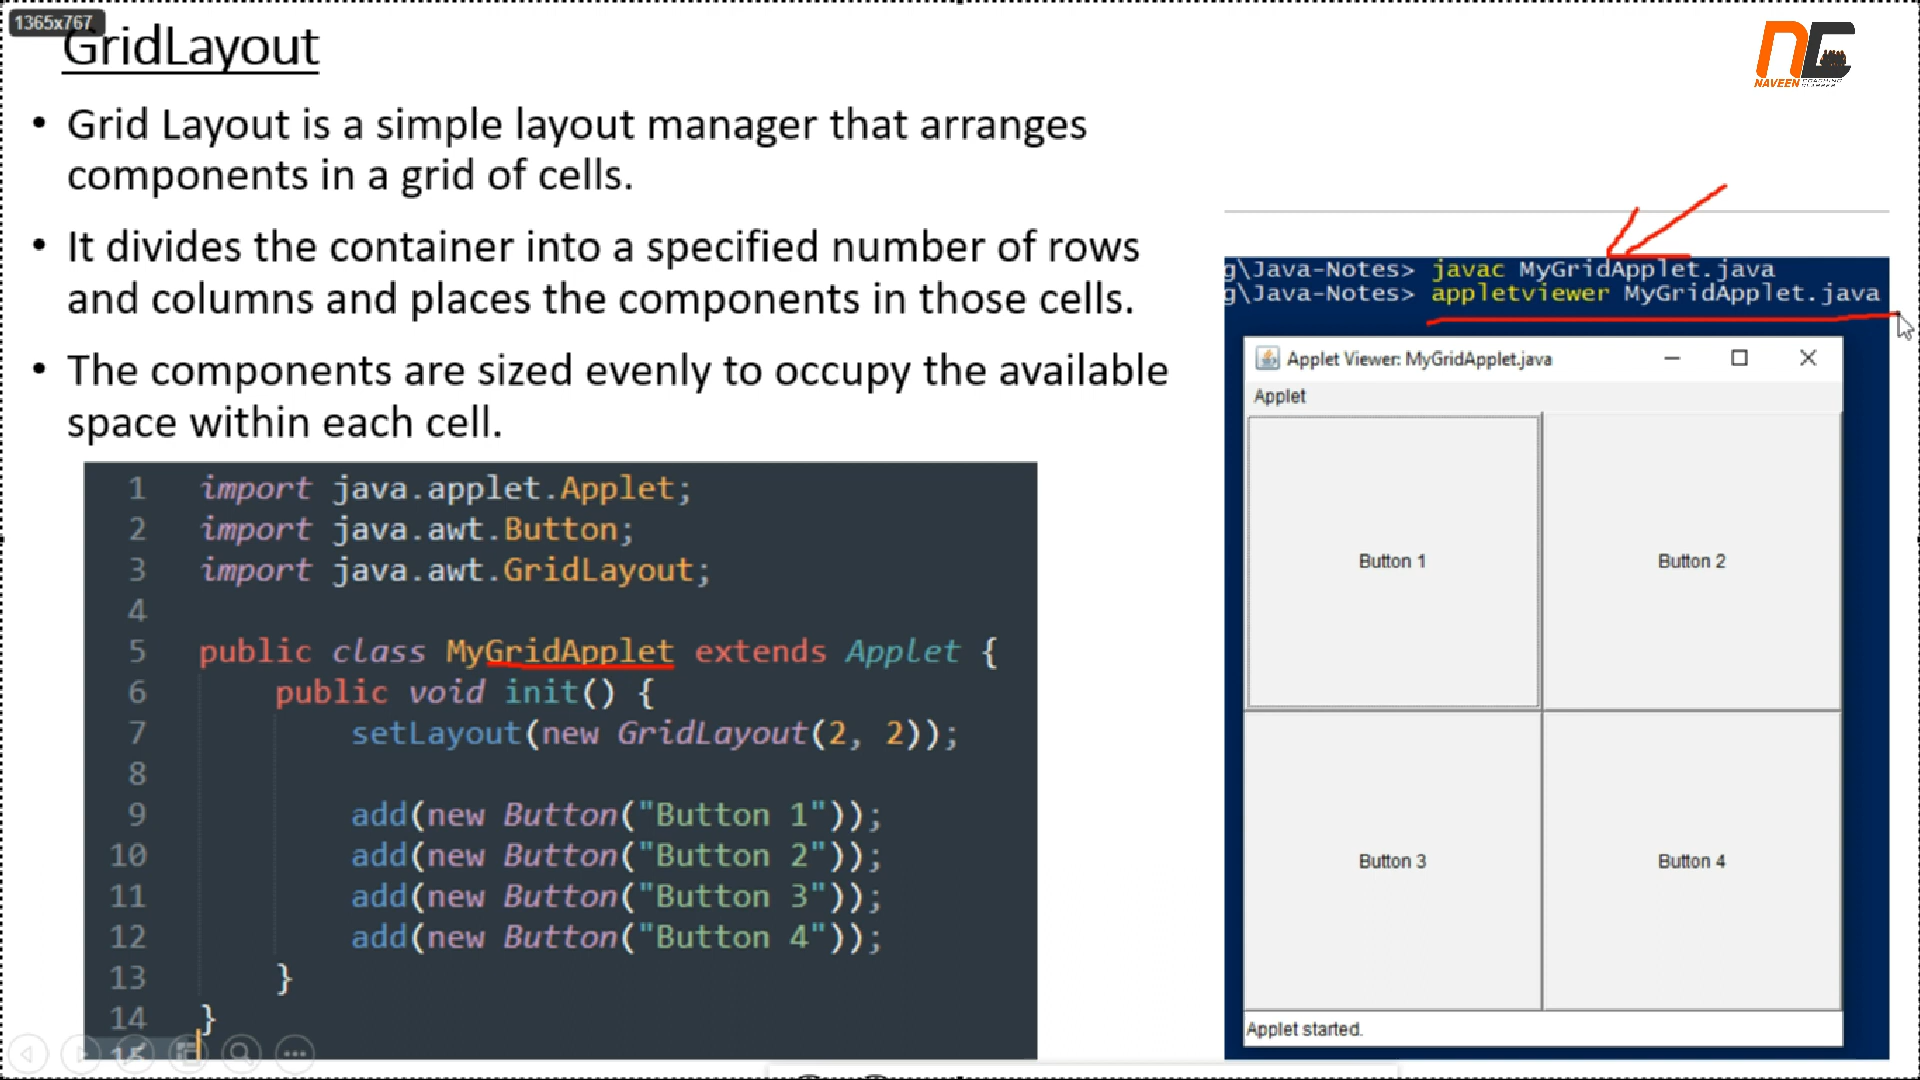 1365x767
GridLayout
NAVEEN
• Grid Layout is a simple layout manager that arranges
components in a grid of cells.
• It divides the container into a specified number of rows
and columns and places the components in those cells.
• The components are sized evenly to occupy the available
space within each cell.
1 import java.applet.Applet;
2 import java.awt.Button;
3 import java.awt.GridLayout;
4
5 public class MyGridApplet extends Applet {
6 public void init() {
7 setLayout(new GridLayout(2, 2));
8
9 add(new Button("Button 1"));
10 add(new Button("Button 2"));
11 add(new Button("Button 3"));
12 add(new Button("Button 4"));
13 }
14 }
15
g\Java-Notes> javac MyGridApplet.java
g\Java-Notes> appletviewer MyGridApplet.java
Applet Viewer: MyGridApplet.java
Applet
Button 1
Button 2
Button 3
Button 4
Applet started.